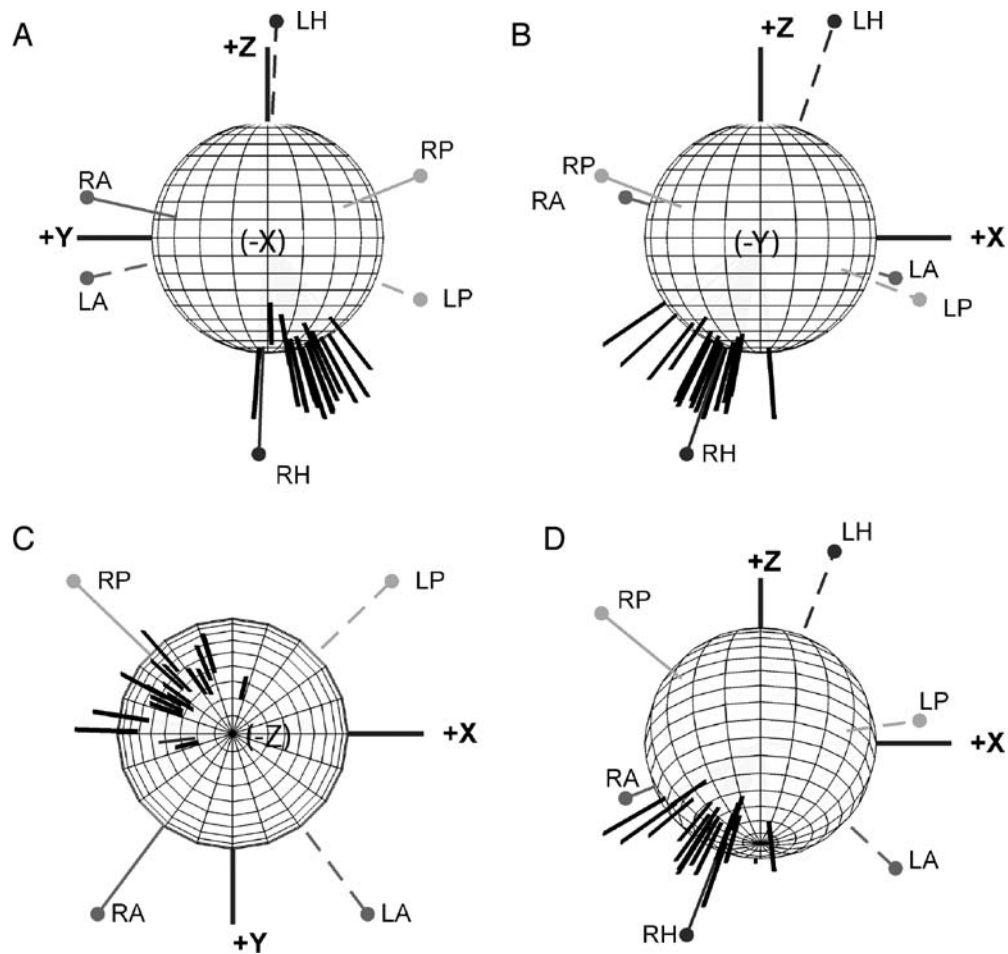 A
LH
+Z
RP
RA
+Y
(-X)
LA
LP
RH
B
+Z
LH
RP
RA
(-Y)
+X
LA
LP
RH
C
RP
LP
(-Z)
+X
RA
LA
+Y
D
LH
+Z
RP
LP
+X
RA
LA
RH